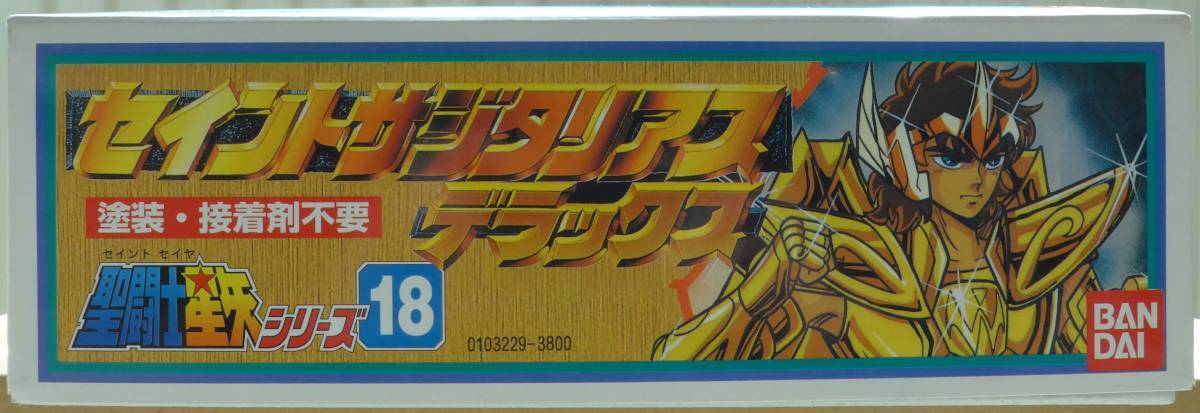 セイントサジタリアス
デラックス
塗装・接着剤不要
セイント セイヤ
聖闘士星矢シリーズ 18
0103229-3800
BAN
DAI